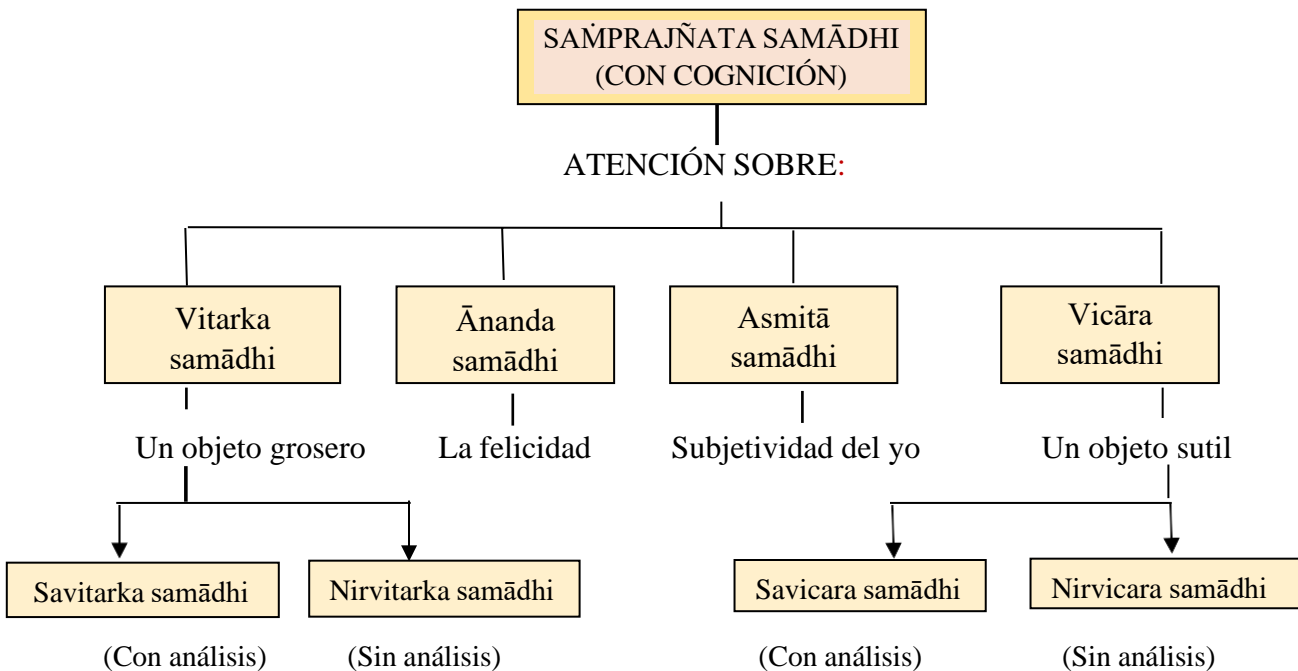 SAṀPRAJÑATA SAMĀDHI
(CON COGNICIÓN)
ATENCIÓN SOBRE:
Vitarka
samādhi
Ānanda
samādhi
Asmitā
samādhi
Vicāra
samādhi
Un objeto grosero
La felicidad
Subjetividad del yo
Un objeto sutil
Savitarka samādhi
Nirvitarka samādhi
Savicara samādhi
Nirvicara samādhi
(Con análisis)
(Sin análisis)
(Con análisis)
(Sin análisis)